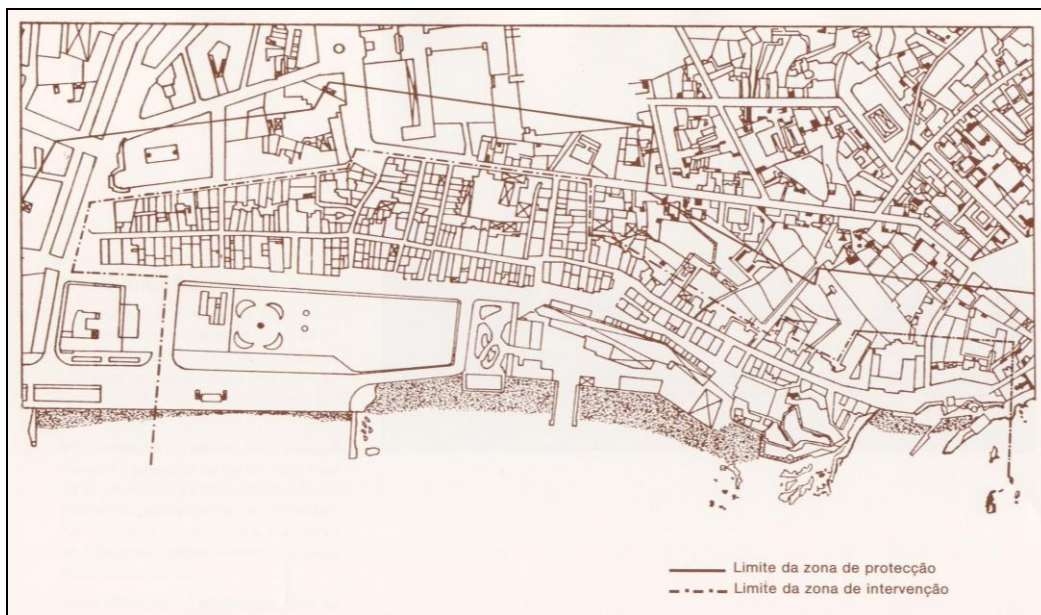 Limite da zona de protecção
Limite da zona de intervenção